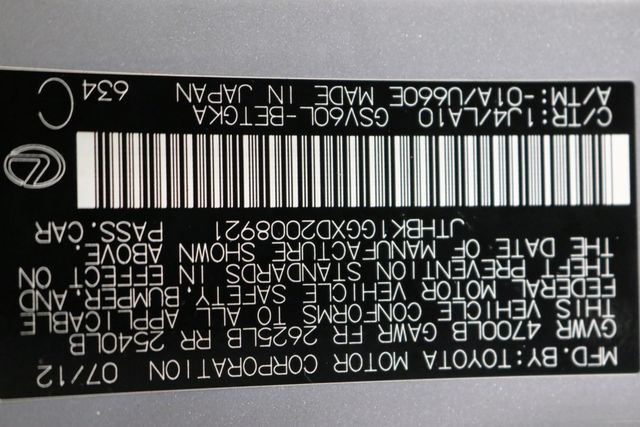 MFD. BY: TOYOTA MOTOR CORPORATION 07/12
GVWR 4700LB GAWR FR 2625LB RR 2540LB
THIS VEHICLE CONFORMS TO ALL APPLICABLE
FEDERAL MOTOR VEHICLE SAFETY, BUMPER, AND
THEFT PREVENTION STANDARDS IN EFFECT ON
THE DATE OF MANUFACTURE SHOWN ABOVE.
JTHBK1GGXD2008921 PASS. CAR
C/TR: 1J4/LA10 GSV60L-BETGKA
A/TM: -01A/U660E MADE IN JAPAN 634 C